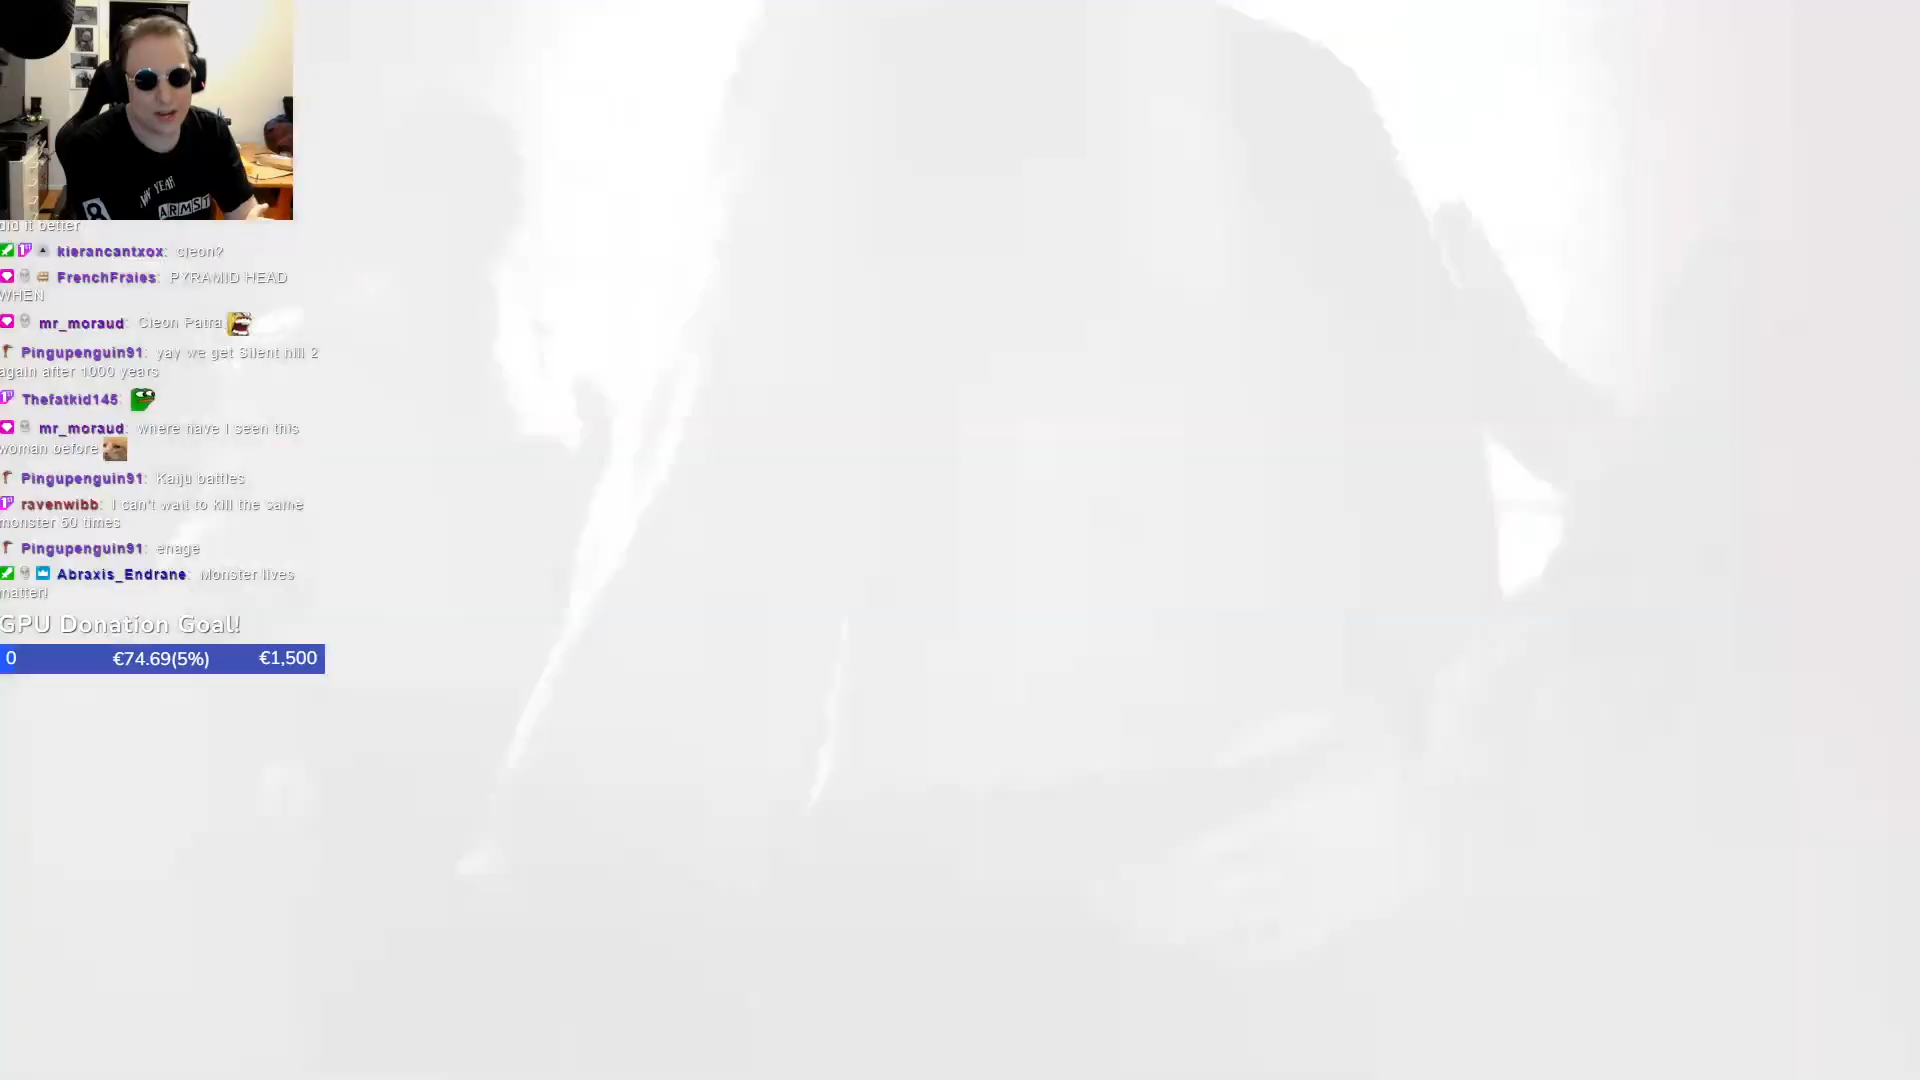 NW YEAH
ARMST
did it better
kierancantxox: cleon?
FrenchFraies: PYRAMID HEAD
WHEN
mr_moraud: Cleon Patra
Pingupenguin91: yay we get Silent hill 2
again after 1000 years
Thefatkid145:
mr_moraud: where have I seen this
woman before
Pingupenguin91: Kaiju battles
ravenwibb: I can't wait to kill the same
monster 50 times
Pingupenguin91: enage
Abraxis_Endrane: Monster lives
matter!
GPU Donation Goal!
0 €74.69(5%) €1,500